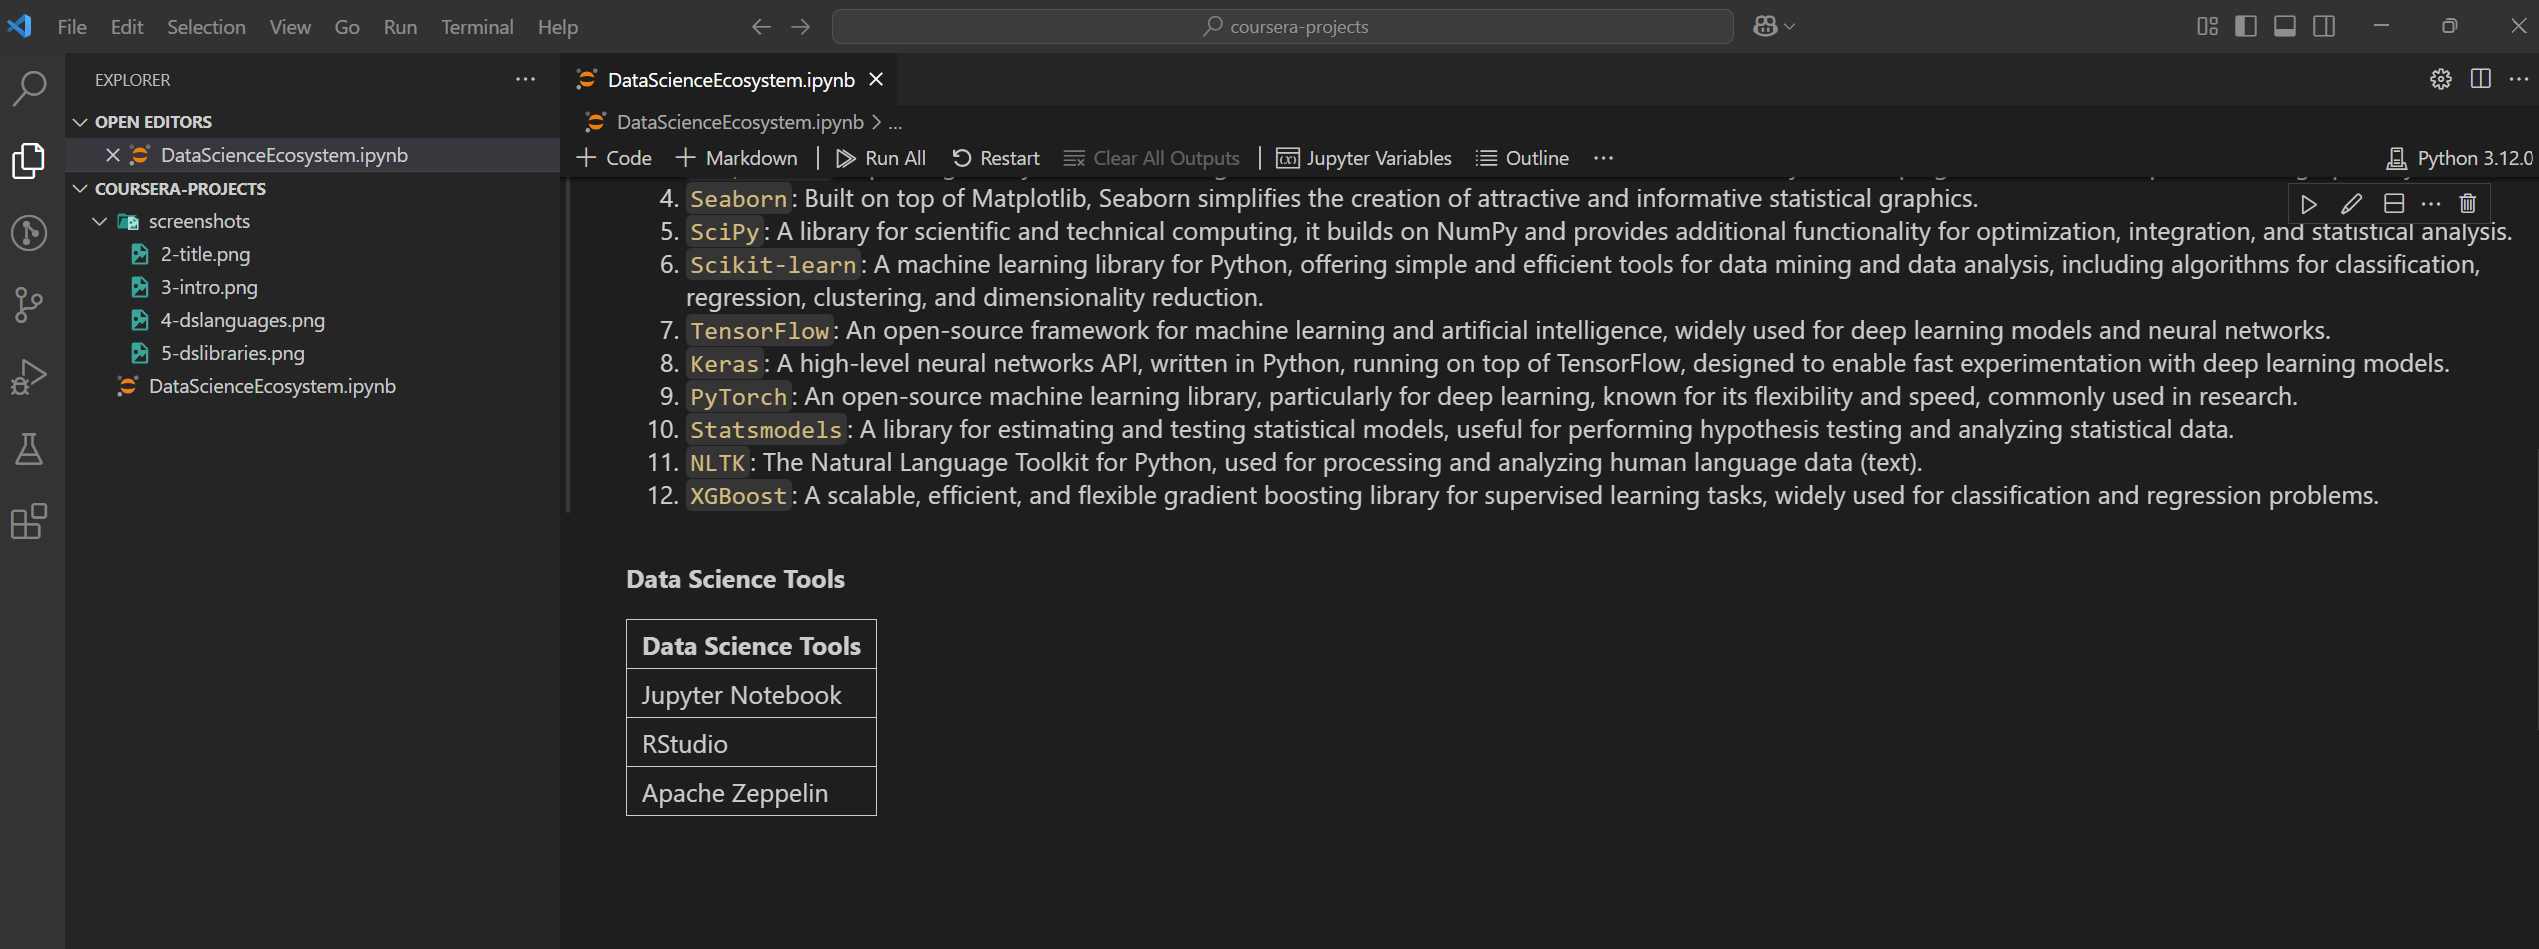 File Edit Selection View Go Run Terminal Help
coursera-projects
EXPLORER
OPEN EDITORS
DataScienceEcosystem.ipynb
COURSERA-PROJECTS
screenshots
2-title.png
3-intro.png
4-dslanguages.png
5-dslibraries.png
DataScienceEcosystem.ipynb
DataScienceEcosystem.ipynb
DataScienceEcosystem.ipynb > ...
+ Code + Markdown | Run All Restart Clear All Outputs | Jupyter Variables Outline ...
Python 3.12.0
4. Seaborn: Built on top of Matplotlib, Seaborn simplifies the creation of attractive and informative statistical graphics.
5. SciPy: A library for scientific and technical computing, it builds on NumPy and provides additional functionality for optimization, integration, and statistical analysis.
6. Scikit-learn: A machine learning library for Python, offering simple and efficient tools for data mining and data analysis, including algorithms for classification,
regression, clustering, and dimensionality reduction.
7. TensorFlow: An open-source framework for machine learning and artificial intelligence, widely used for deep learning models and neural networks.
8. Keras: A high-level neural networks API, written in Python, running on top of TensorFlow, designed to enable fast experimentation with deep learning models.
9. PyTorch: An open-source machine learning library, particularly for deep learning, known for its flexibility and speed, commonly used in research.
10. Statsmodels: A library for estimating and testing statistical models, useful for performing hypothesis testing and analyzing statistical data.
11. NLTK: The Natural Language Toolkit for Python, used for processing and analyzing human language data (text).
12. XGBoost: A scalable, efficient, and flexible gradient boosting library for supervised learning tasks, widely used for classification and regression problems.
Data Science Tools
Data Science Tools
Jupyter Notebook
RStudio
Apache Zeppelin